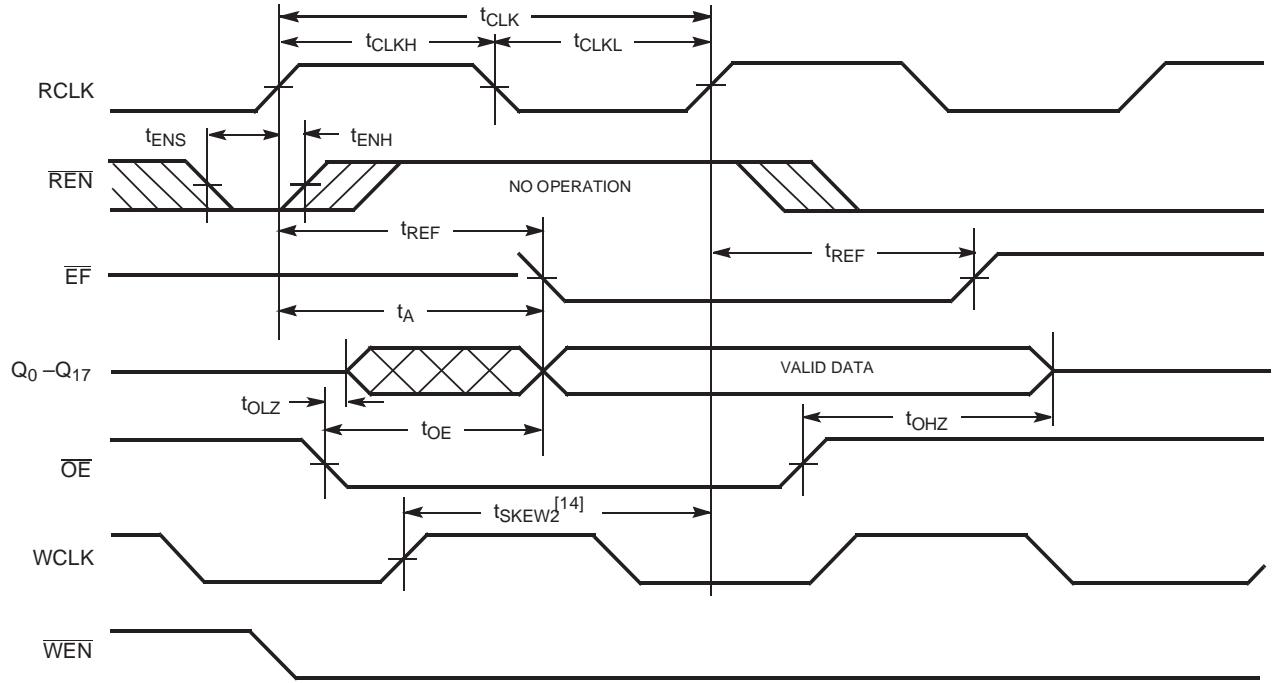 tCLK
tCLKH
tCLKL
RCLK
tENS
tENH
REN
NO OPERATION
tREF
tREF
EF
tA
Q0 –Q17
VALID DATA
tOLZ
tOE
tOHZ
OE
tSKEW2[14]
WCLK
WEN